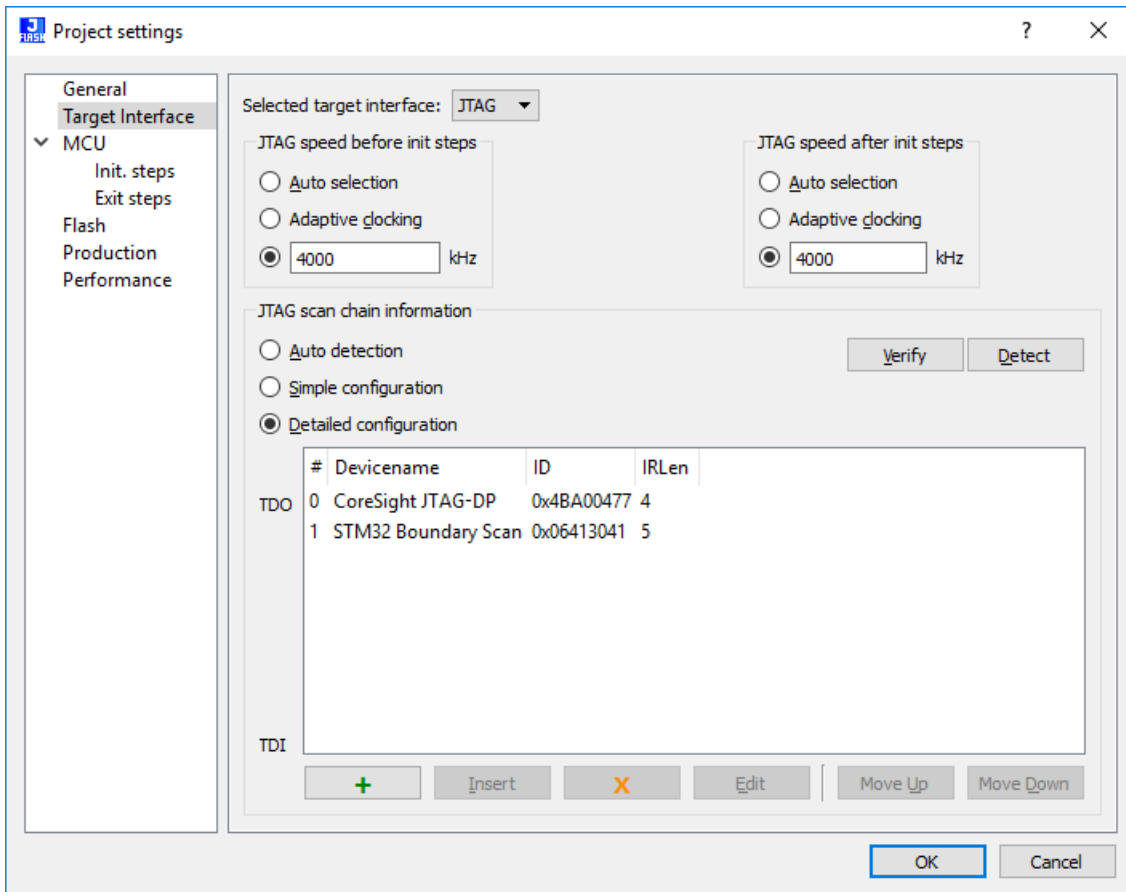 J FLASH Project settings ? X
General
Target Interface
MCU
Init. steps
Exit steps
Flash
Production
Performance
Selected target interface: JTAG
JTAG speed before init steps
Auto selection
Adaptive clocking
4000 kHz
JTAG speed after init steps
Auto selection
Adaptive clocking
4000 kHz
JTAG scan chain information
Auto detection
Simple configuration
Detailed configuration
Verify Detect
# Devicename ID IRLen
TDO 0 CoreSight JTAG-DP 0x4BA00477 4
1 STM32 Boundary Scan 0x06413041 5
TDI
+ Insert X Edit Move Up Move Down
OK Cancel